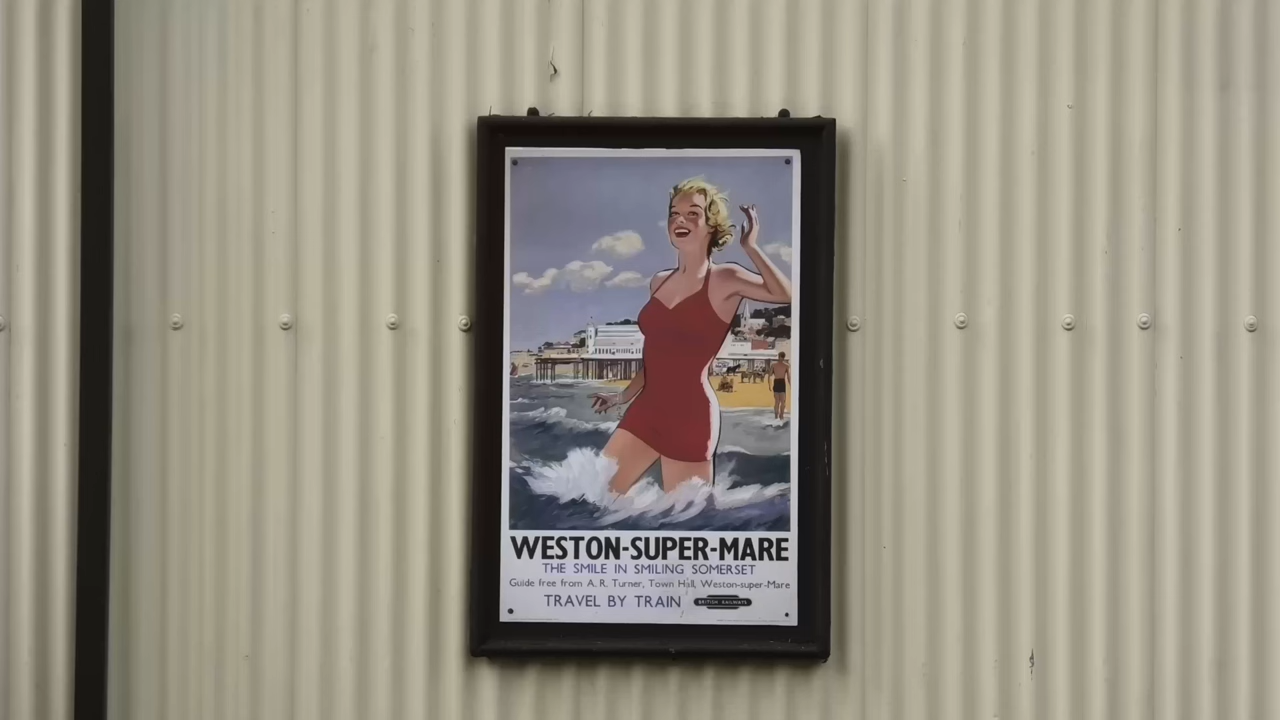 WESTON-SUPER-MARE
THE SMILE IN SMILING SOMERSET
Guide free from A. R. Turner, Town Hall, Weston-super-Mare
TRAVEL BY TRAIN BRITISH RAILWAYS